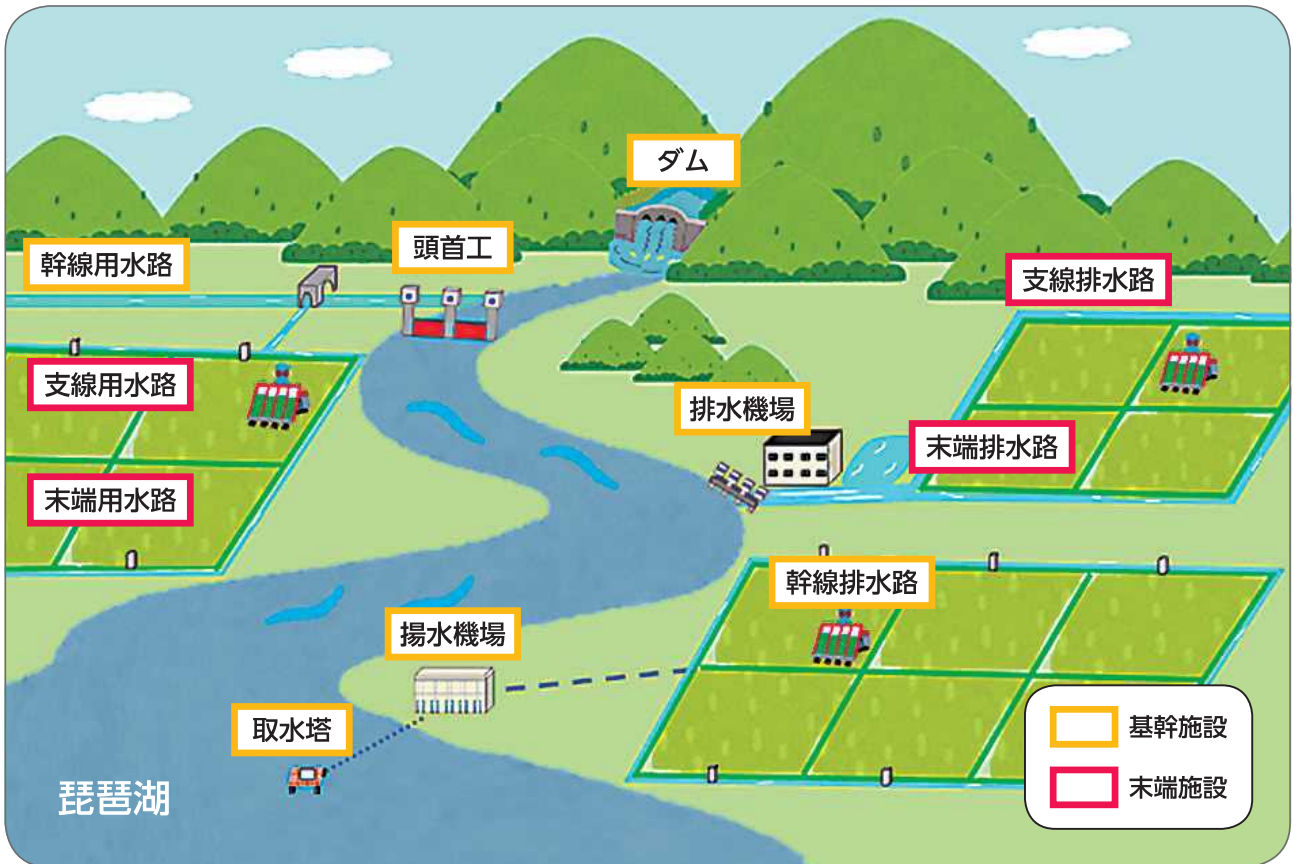 ダム
頭首工
幹線用水路
支線排水路
支線用水路
排水機場
末端排水路
末端用水路
幹線排水路
揚水機場
取水塔
琵琶湖
基幹施設
末端施設